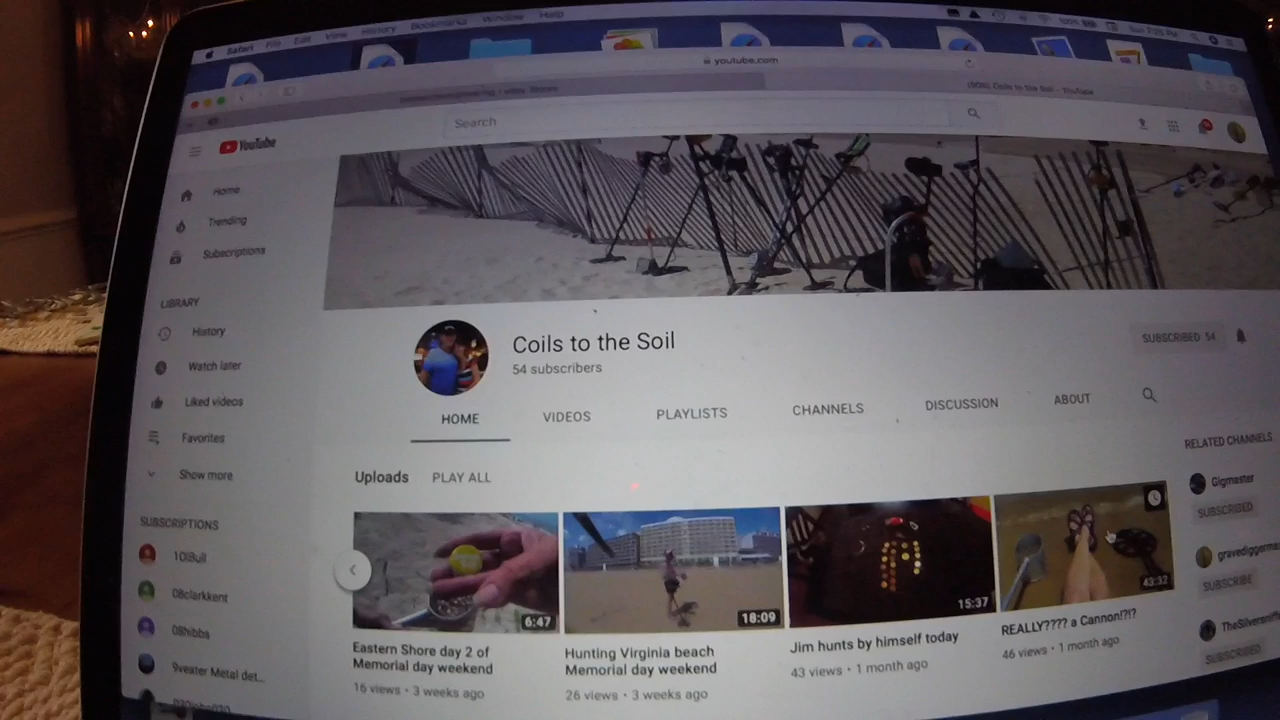 Safari File Edit View History Bookmarks Window Help
youtube.com
Coils to the Soil - YouTube
YouTube
Search
Home
Trending
Subscriptions
LIBRARY
History
Watch later
Liked videos
Favorites
Show more
SUBSCRIPTIONS
08clarkkent
9veater Metal det...
Coils to the Soil
54 subscribers
SUBSCRIBED 54
HOME VIDEOS PLAYLISTS CHANNELS DISCUSSION ABOUT
Uploads PLAY ALL
6:47
Eastern Shore day 2 of
Memorial day weekend
16 views • 3 weeks ago
18:09
Hunting Virginia beach
Memorial day weekend
26 views • 3 weeks ago
15:37
Jim hunts by himself today
43 views • 1 month ago
43:32
REALLY???? a Cannon!?!?
46 views • 1 month ago
RELATED CHANNELS
Gigmaster
SUBSCRIBED
SUBSCRIBE
SUBSCRIBED